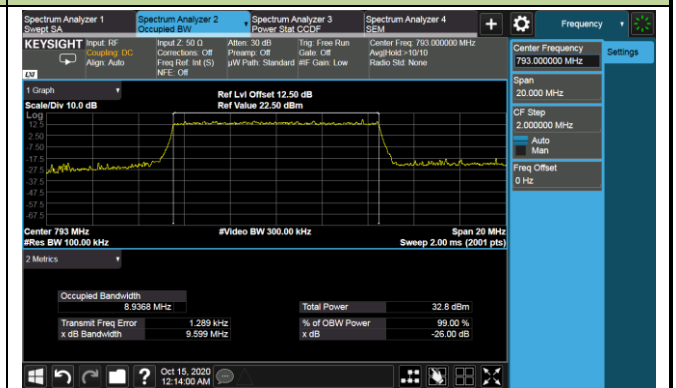 Spectrum Analyzer 1
Swept SA
Spectrum Analyzer 2
Occupied BW
Spectrum Analyzer 3
Power Stat CCDF
Spectrum Analyzer 4
SEM
+
Frequency
KEYSIGHT
Input: RF
Coupling: DC
Align: Auto
Input Z: 50 Ω
Corrections: Off
Freq Ref: Int (S)
NFE: Off
Atten: 30 dB
Preamp: Off
µW Path: Standard
Trig: Free Run
Gate: Off
#IF Gain: Low
Center Freq: 793.000000 MHz
Avg|Hold:>10/10
Radio Std: None
LXI
1 Graph
Scale/Div 10.0 dB
Ref Lvl Offset 12.50 dB
Ref Value 22.50 dBm
Log
12.5
2.50
-7.50
-17.5
-27.5
-37.5
-47.5
-57.5
-67.5
Center 793 MHz
#Res BW 100.00 kHz
#Video BW 300.00 kHz
Span 20 MHz
Sweep 2.00 ms (2001 pts)
2 Metrics
Occupied Bandwidth
8.9368 MHz
Total Power 32.8 dBm
Transmit Freq Error 1.289 kHz
% of OBW Power 99.00 %
x dB Bandwidth 9.599 MHz
x dB -26.00 dB
Center Frequency
793.000000 MHz
Settings
Span
20.000 MHz
CF Step
2.000000 MHz
Auto
Man
Freq Offset
0 Hz
?
Oct 15, 2020
12:14:00 AM